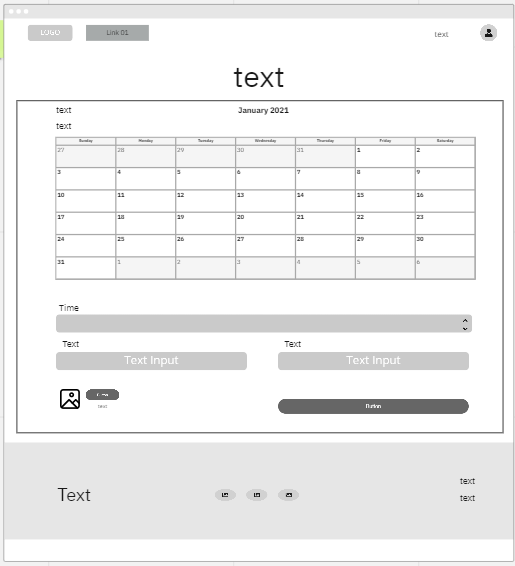 LOGO Link 01 text
text
text January 2021
text
Sunday Monday Tuesday Wednesday Thursday Friday Saturday
27 28 29 30 31 1 2
3 4 5 6 7 8 9
10 11 12 13 14 15 16
17 18 19 20 21 22 23
24 25 26 27 28 29 30
31 1 2 3 4 5 6
Time
Text Text
Text Input Text Input
text Button
Text
text
text